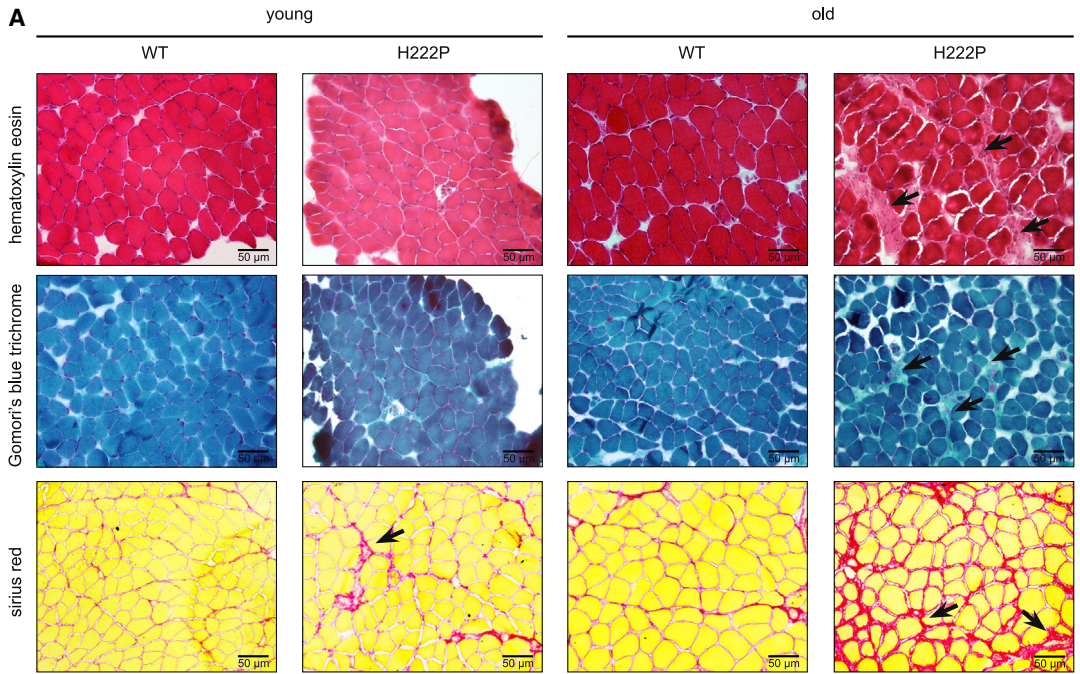 A
young old
WT H222P WT H222P
hematoxylin eosin
50 µm 50 µm 50 µm 50 µm
Gomori's blue trichrome
50 µm 50 µm 50 µm 50 µm
sirius red
50 µm 50 µm 50 µm 50 µm